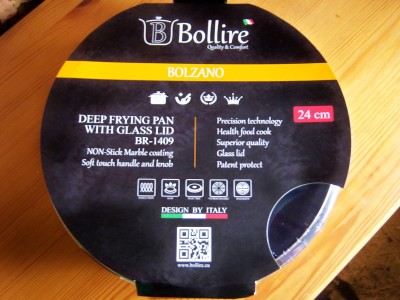 B
Bollire
Quality & Comfort
BOLZANO
DEEP FRYING PAN
WITH GLASS LID
BR-1409
NON-Stick Marble coating
Soft touch handle and knob
Precision technology
Health food cook
Superior quality
Glass lid
Patent protect
24 cm
DESIGN BY ITALY
www.bollire.eu